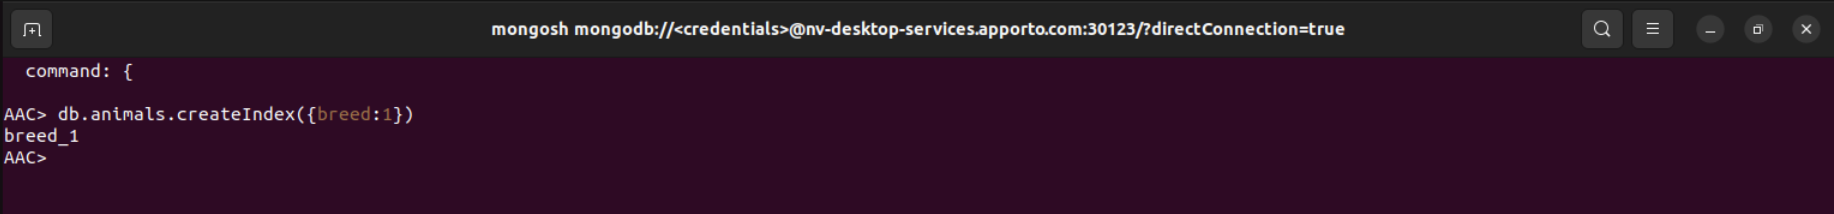 mongosh mongodb://<credentials>@nv-desktop-services.apporto.com:30123/?directConnection=true
command: {
AAC> db.animals.createIndex({breed:1})
breed_1
AAC>